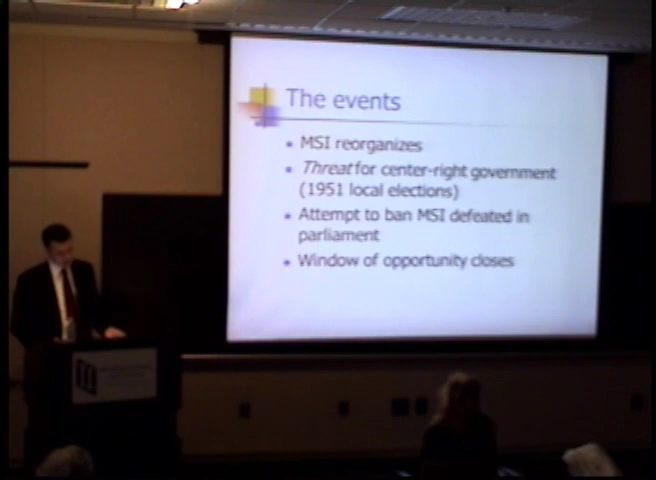 The events
MSI reorganizes
Threat for center-right government
(1951 local elections)
Attempt to ban MSI defeated in
parliament
Window of opportunity closes